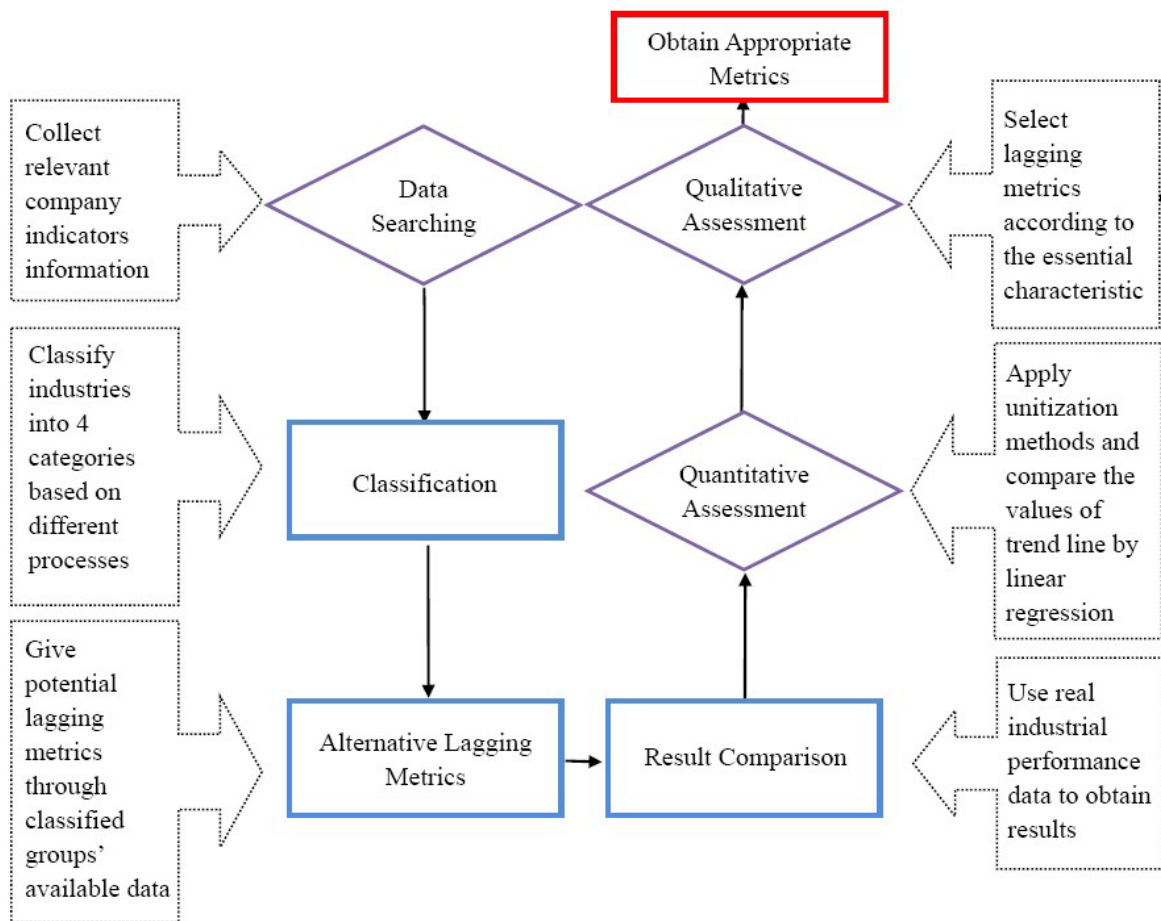 Obtain Appropriate
Metrics
Collect
relevant
company
indicators
information
Data
Searching
Qualitative
Assessment
Select
lagging
metrics
according to
the essential
characteristic
Classify
industries
into 4
categories
based on
different
processes
Classification
Quantitative
Assessment
Apply
unitization
methods and
compare the
values of
trend line by
linear
regression
Give
potential
lagging
metrics
through
classified
groups’
available data
Alternative Lagging
Metrics
Result Comparison
Use real
industrial
performance
data to obtain
results